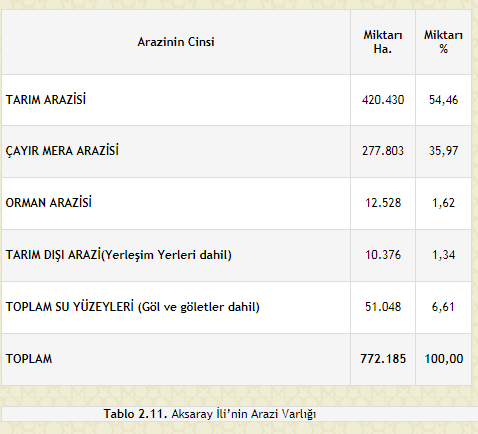 Arazinin Cinsi Miktarı Ha. Miktarı %
TARIM ARAZİSİ 420.430 54,46
ÇAYIR MERA ARAZİSİ 277.803 35,97
ORMAN ARAZİSİ 12.528 1,62
TARIM DIŞI ARAZİ(Yerleşim Yerleri dahil) 10.376 1,34
TOPLAM SU YÜZEYLERİ (Göl ve göletler dahil) 51.048 6,61
TOPLAM 772.185 100,00
Tablo 2.11. Aksaray İli’nin Arazi Varlığı